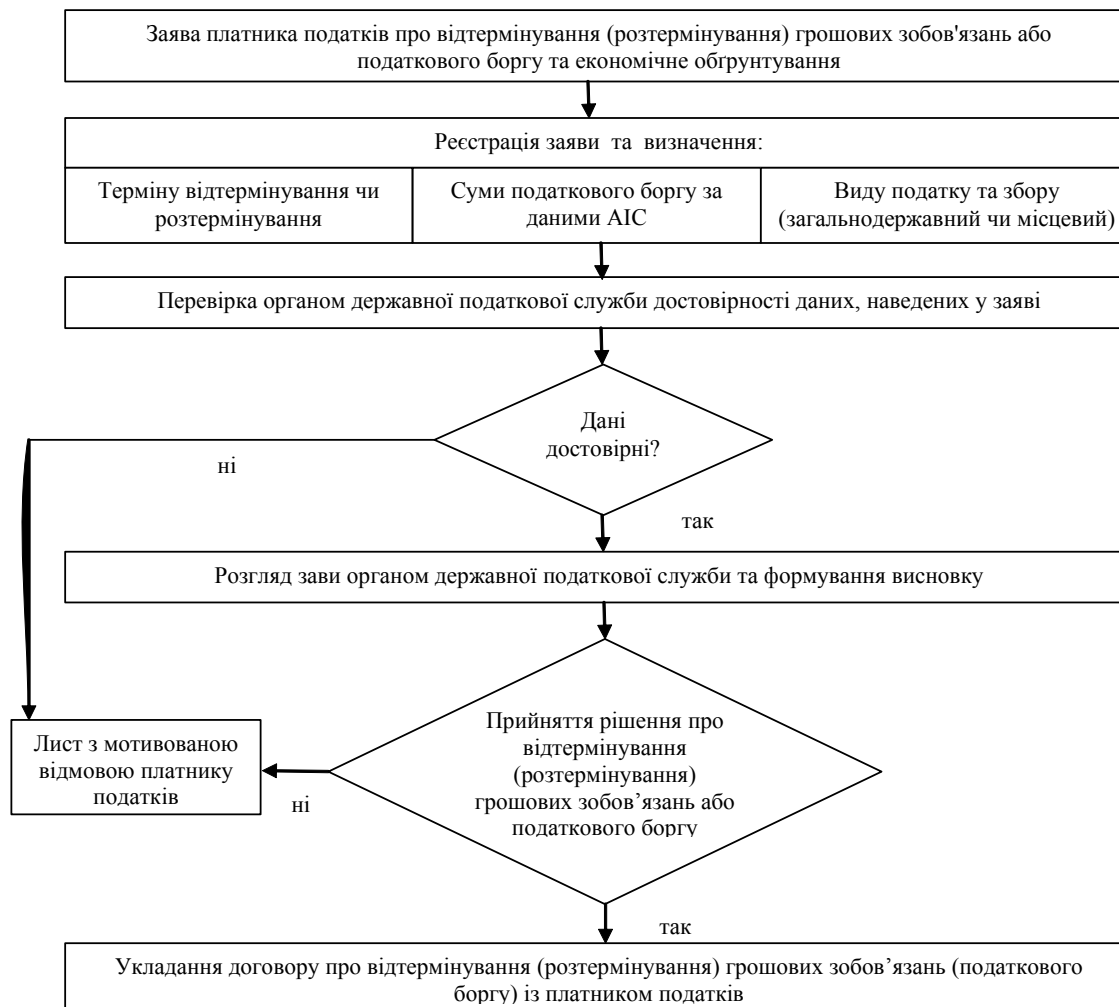 Заява платника податків про відтермінування (розтермінування) грошових зобов'язань або
податкового боргу та економічне обґрунтування
Реєстрація заяви та визначення:
Терміну відтермінування чи
розтермінування
Суми податкового боргу за
даними АІС
Виду податку та збору
(загальнодержавний чи місцевий)
Перевірка органом державної податкової служби достовірності даних, наведених у заяві
Дані
достовірні?
ні
так
Розгляд зави органом державної податкової служби та формування висновку
Прийняття рішення про
відтермінування
(розтермінування)
грошових зобов’язань або
податкового боргу
Лист з мотивованою
відмовою платнику
податків
ні
так
Укладання договору про відтермінування (розтермінування) грошових зобов’язань (податкового
боргу) із платником податків